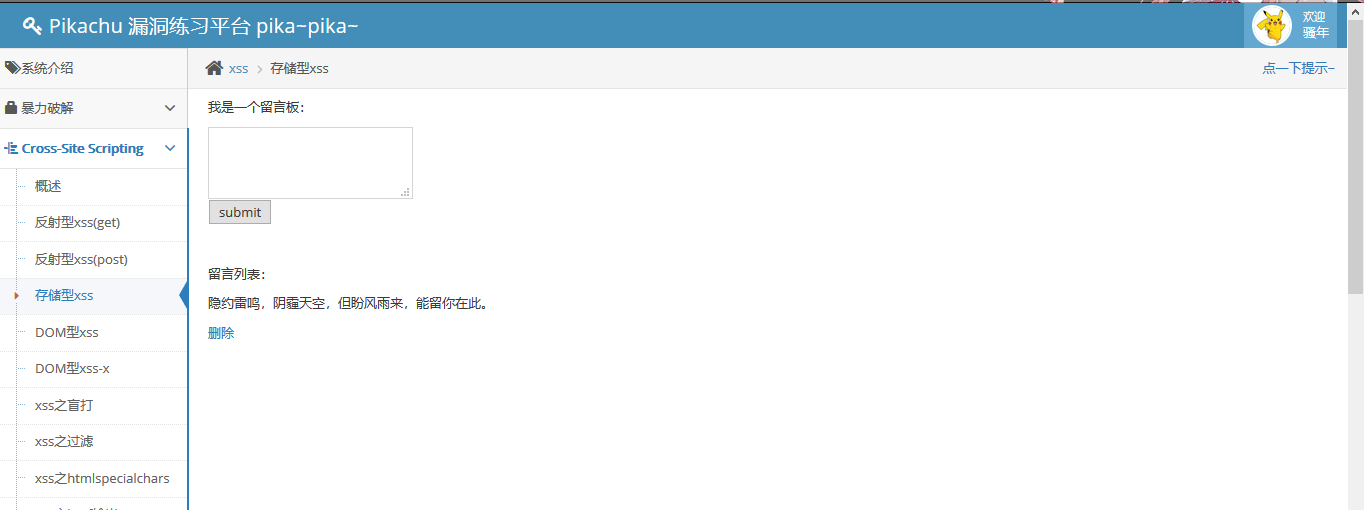 Pikachu 漏洞练习平台 pika~pika~
欢迎
骚年
系统介绍
xss > 存储型xss
点一下提示~
暴力破解
Cross-Site Scripting
概述
反射型xss(get)
反射型xss(post)
存储型xss
DOM型xss
DOM型xss-x
xss之盲打
xss之过滤
xss之htmlspecialchars
我是一个留言板：
submit
留言列表：
隐约雷鸣，阴霾天空，但盼风雨来，能留你在此。
删除